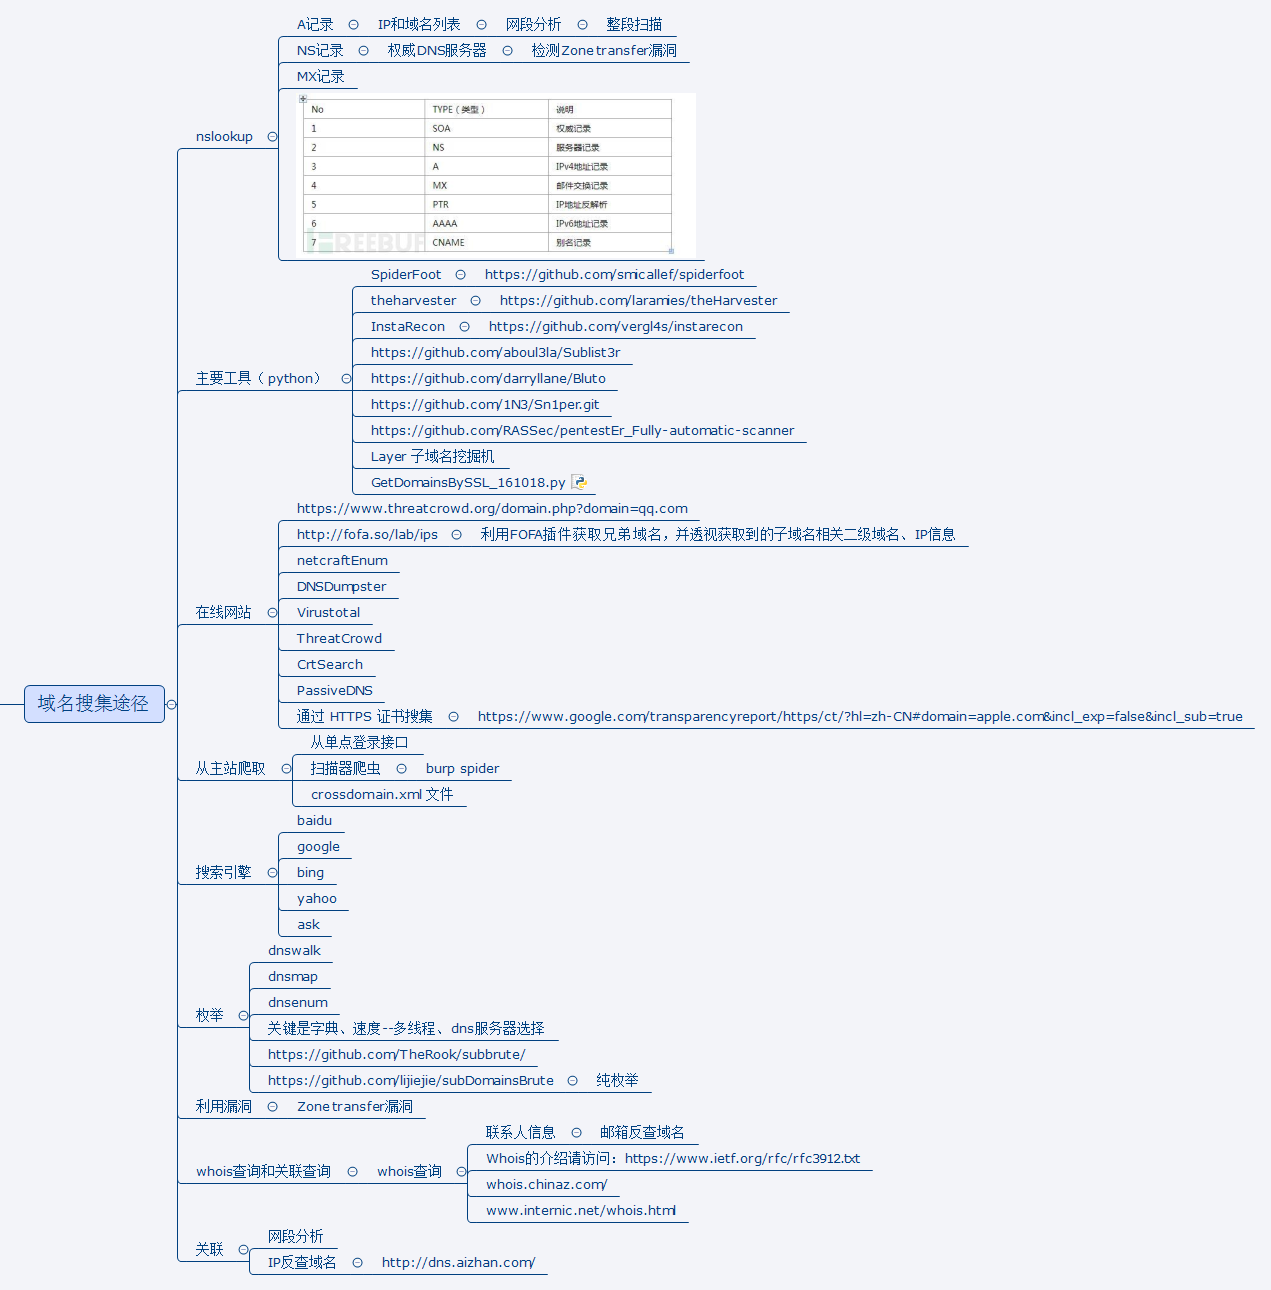 A记录 IP和域名列表 网段分析 整段扫描
NS记录 权威DNS服务器 检测Zonetransfer漏洞
MX记录
nslookup
No TYPE（类型） 说明
1 SOA 权威记录
2 NS 服务器记录
3 A IPv4地址记录
4 MX 邮件交换记录
5 PTR IP地址反解析
6 AAAA IPv6地址记录
7 CNAME 别名记录
FREEBUF
SpiderFoot https://github.com/smicallef/spiderfoot
theharvester https://github.com/laramies/theHarvester
InstaRecon https://github.com/vergl4s/instarecon
https://github.com/aboul3la/Sublist3r
主要工具（python） https://github.com/darryllane/Bluto
https://github.com/1N3/Sn1per.git
https://github.com/RASSec/pentestEr_Fully-automatic-scanner
Layer 子域名挖掘机
GetDomainsBySSL_161018.py
https://www.threatcrowd.org/domain.php?domain=qq.com
http://fofa.so/lab/ips 利用FOFA插件获取兄弟域名，并透视获取到的子域名相关二级域名、IP信息
netcraftEnum
DNSDumpster
在线网站 Virustotal
ThreatCrowd
CrtSearch
PassiveDNS
域名搜集途径
通过 HTTPS 证书搜集 https://www.google.com/transparencyreport/https/ct/?hl=zh-CN#domain=apple.com&incl_exp=false&incl_sub=true
从单点登录接口
从主站爬取 扫描器爬虫 burp spider
crossdomain.xml 文件
baidu
google
搜索引擎 bing
yahoo
ask
dnswalk
dnsmap
dnsenum
枚举
关键是字典、速度--多线程、dns服务器选择
https://github.com/TheRook/subbrute/
https://github.com/lijiejie/subDomainsBrute 纯枚举
利用漏洞 Zonetransfer漏洞
联系人信息 邮箱反查域名
Whois的介绍请访问：https://www.ietf.org/rfc/rfc3912.txt
whois查询和关联查询 whois查询
whois.chinaz.com/
www.internic.net/whois.html
网段分析
关联
IP反查域名 http://dns.aizhan.com/